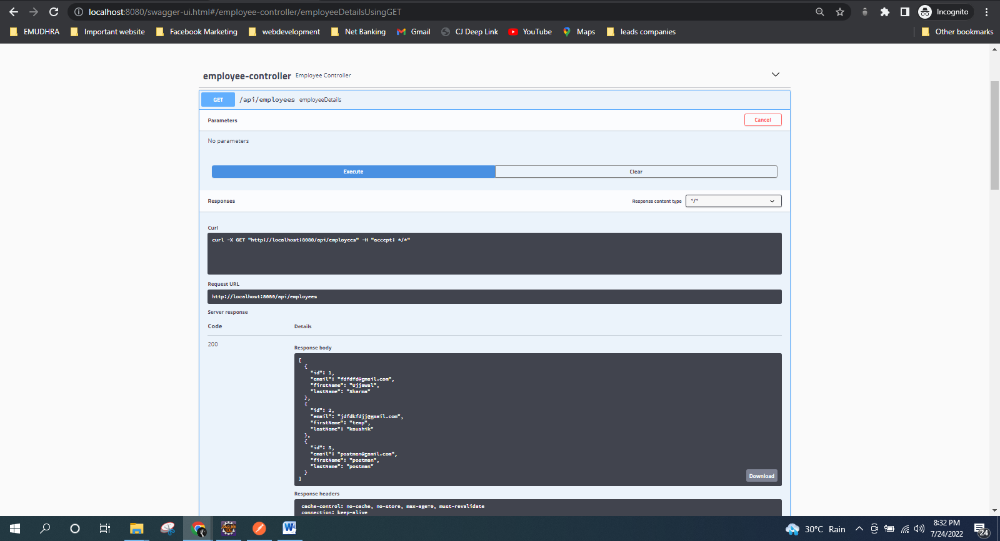 localhost:8080/swagger-ui.html#/employee-controller/employeeDetailsUsingGET
Incognito
EMUDHRA
Important website
Facebook Marketing
webdevelopment
Net Banking
Gmail
CJ Deep Link
YouTube
Maps
leads companies
Other bookmarks
employee-controller Employee Controller
GET /api/employees employeeDetails
Parameters
Cancel
No parameters
Execute
Clear
Responses
Response content type
*/*
Curl
curl -X GET "http://localhost:8080/api/employees" -H "accept: */*"
Request URL
http://localhost:8080/api/employees
Server response
Code
Details
200
Response body
[
{
"id": 1,
"email": "fdfdfd@gmail.com",
"firstName": "Ujjawal",
"lastName": "Sharma"
},
{
"id": 2,
"email": "jdfdkfdjj@gmail.com",
"firstName": "temp",
"lastName": "kaushik"
},
{
"id": 3,
"email": "postman@gamil.com",
"firstName": "postman",
"lastName": "postman"
}
]
Download
Response headers
cache-control: no-cache, no-store, max-age=0, must-revalidate
connection: keep-alive
Java EE
IDE
W
30°C Rain
8:32 PM
7/24/2022
24